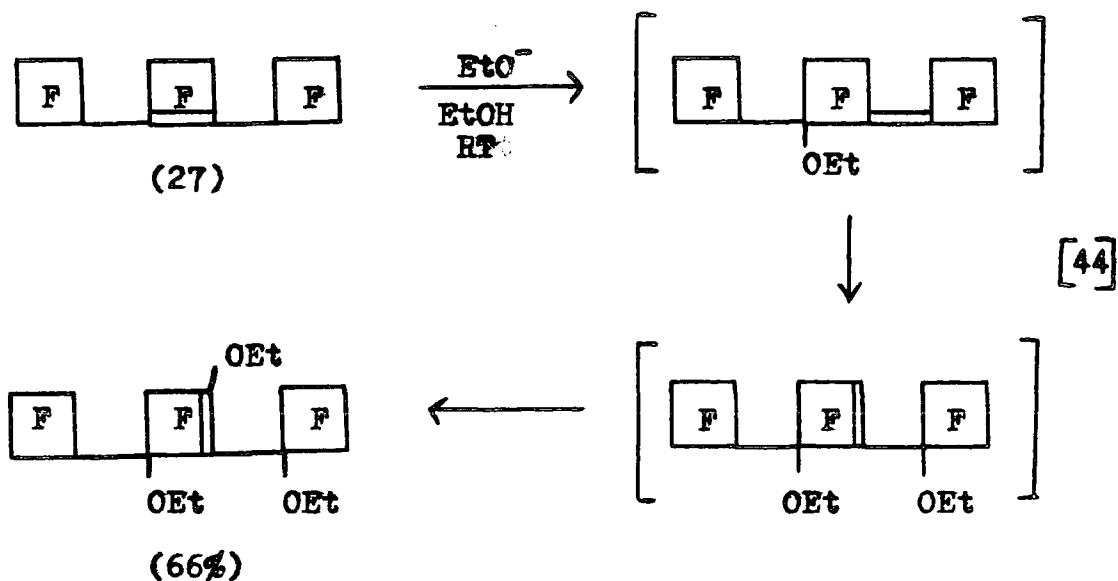 F F F
(27)
EtO⁻
EtOH
RT
F F F
OEt
[44]
F F F
OEt OEt
OEt
F F F
OEt OEt
(66%)